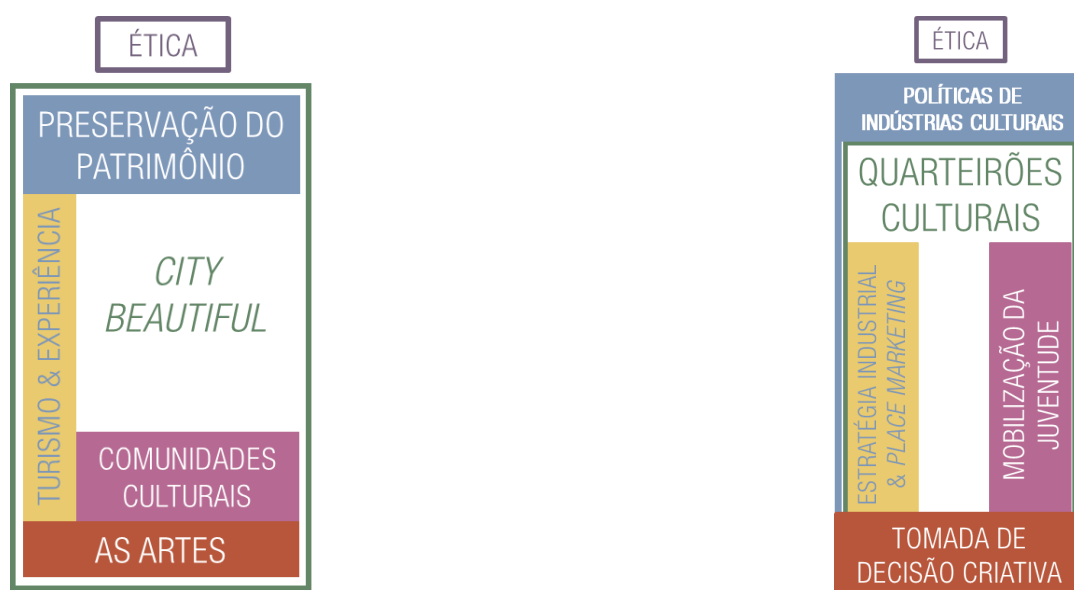 ÉTICA
PRESERVAÇÃO DO
PATRIMÔNIO
TURISMO & EXPERIÊNCIA
CITY
BEAUTIFUL
COMUNIDADES
CULTURAIS
AS ARTES
ÉTICA
POLÍTICAS DE
INDÚSTRIAS CULTURAIS
QUARTEIRÕES
CULTURAIS
ESTRATÉGIA INDUSTRIAL
& PLACE MARKETING
MOBILIZAÇÃO DA
JUVENTUDE
TOMADA DE
DECISÃO CRIATIVA